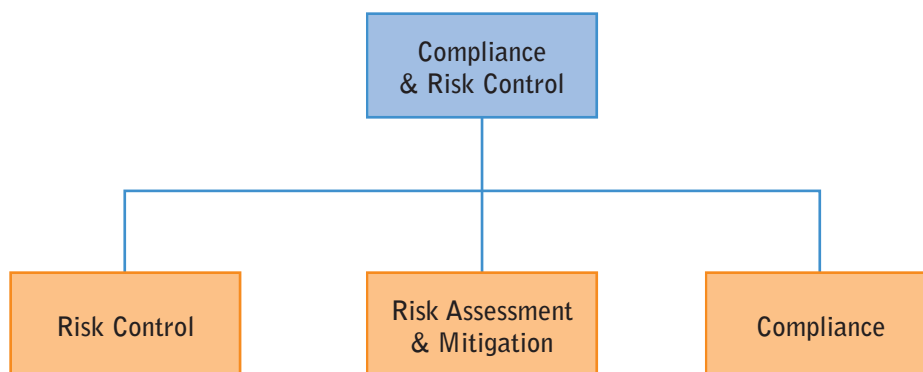 Compliance
& Risk Control
Risk Control
Risk Assessment
& Mitigation
Compliance